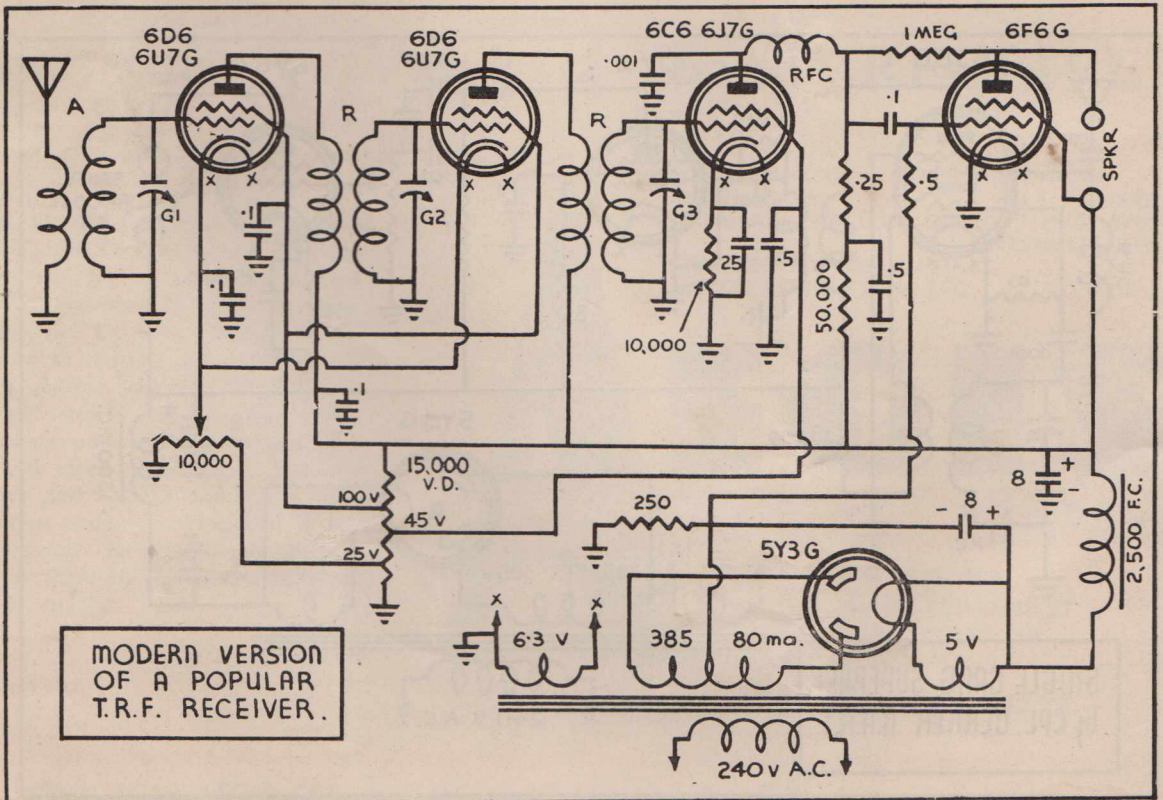 6D6
6U7G
6D6
6U7G
6C6 6J7G
1 MEG
6F6G
.001
RFC
A
R
R
.1
SPKR
X X
X X
X X
X X
.25
.5
G1
G2
G3
.1
.1
25
.5
.5
50,000
10,000
.1
10,000
15,000
V.D.
100 V
45 V
25 V
250
- 8 +
8
+
-
2,500 F.C.
5Y3G
X
X
6·3 V
385
80 ma
5 V
MODERN VERSION
OF A POPULAR
T.R.F. RECEIVER.
240 V A.C.